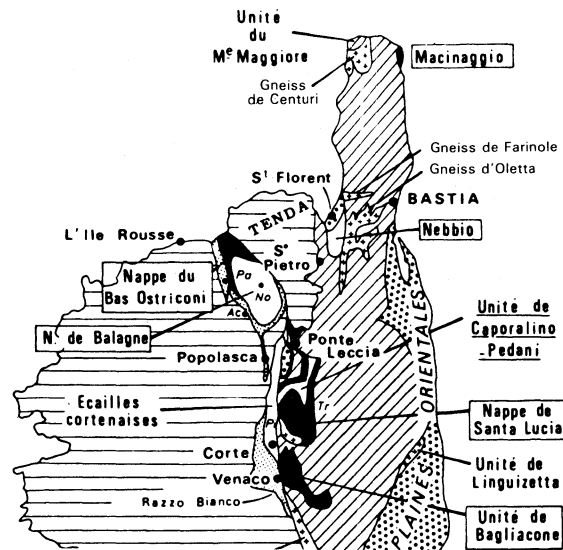 Unité
du
Mᵉ Maggiore
Macinaggio
Gneiss
de Centuri
Gneiss de Farinole
Gneiss d'Oletta
Sᵗ Florent
BASTIA
TENDA
Nebbio
L'Ile Rousse
Sᵒ
Pietro
Nappe du
Bas Ostriconi
Pa
No
Ace
N. de Balagne
Ponte
Leccia
Unité de
Caporalino
-Pedani
Popolasca
ORIENTALES
PLAINES
Ecailles
cortenaises
Tr
Nappe de
Santa Lucia
Corte
Unité de
Linguizetta
Venaco
Razzo Bianco
Unité de
Bagliacone